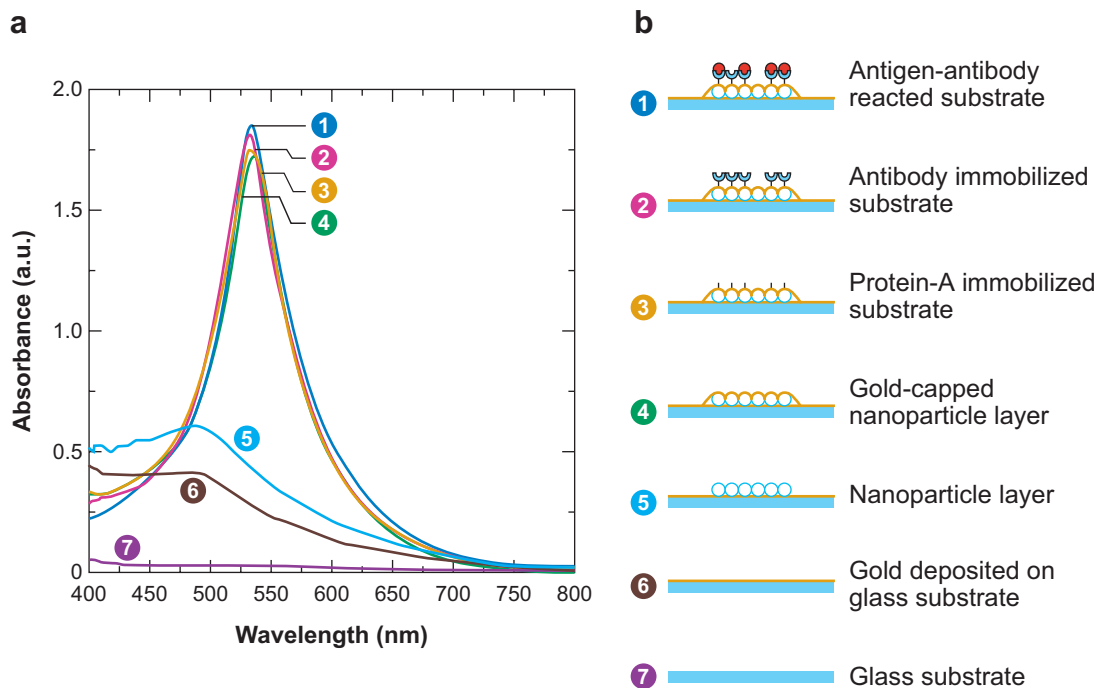 a
b
2.0
1.5
1.0
0.5
0
Absorbance (a.u.)
400 450 500 550 600 650 700 750 800
Wavelength (nm)
1
2
3
4
5
6
7
1 Antigen-antibody
reacted substrate
2 Antibody immobilized
substrate
3 Protein-A immobilized
substrate
4 Gold-capped
nanoparticle layer
5 Nanoparticle layer
6 Gold deposited on
glass substrate
7 Glass substrate